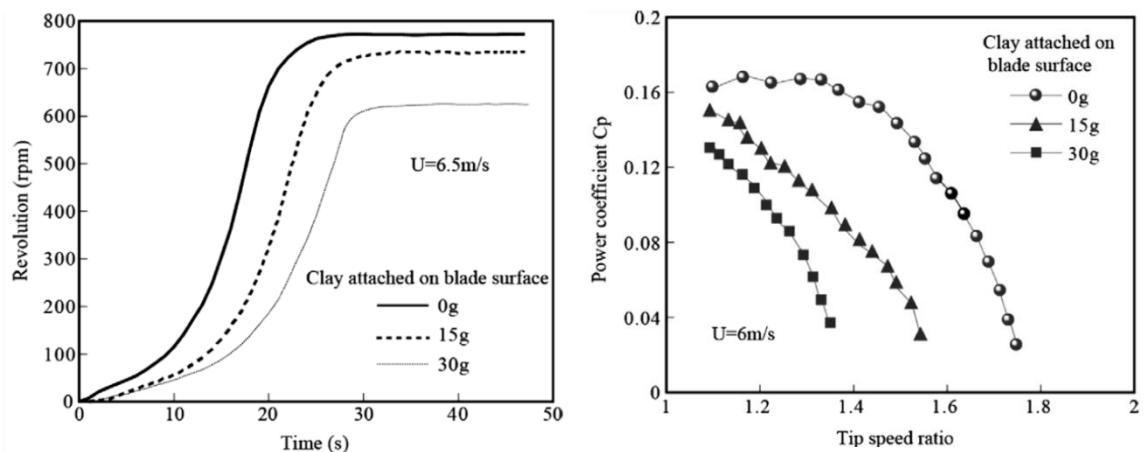 800
700
600
500
400
300
200
100
0
Revolution (rpm)
U=6.5m/s
Clay attached on blade surface
0g
15g
30g
0
10
20
30
40
50
Time (s)
0.2
0.16
0.12
0.08
0.04
0
Power coefficient Cp
Clay attached on
blade surface
0g
15g
30g
U=6m/s
1
1.2
1.4
1.6
1.8
2
Tip speed ratio